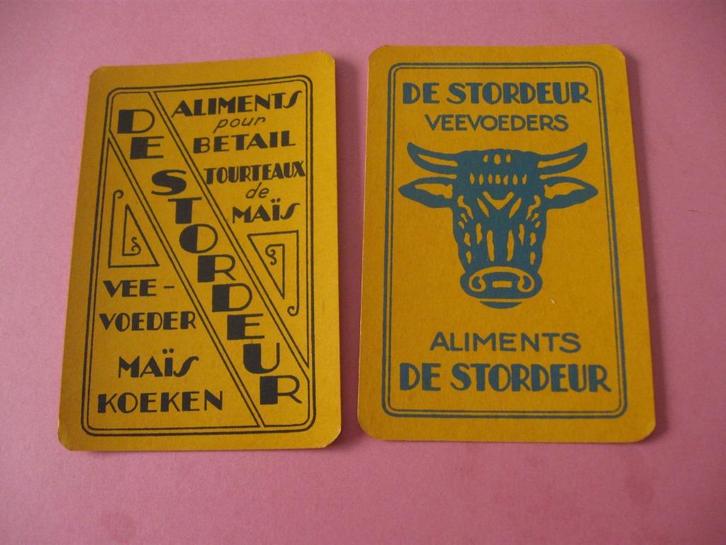 DE STORDEUR
ALIMENTS
pour
BETAIL
TOURTEAUX
de
MAÏS
VEE-
VOEDER
MAÏS
KOEKEN
DE STORDEUR
VEEVOEDERS
ALIMENTS
DE STORDEUR